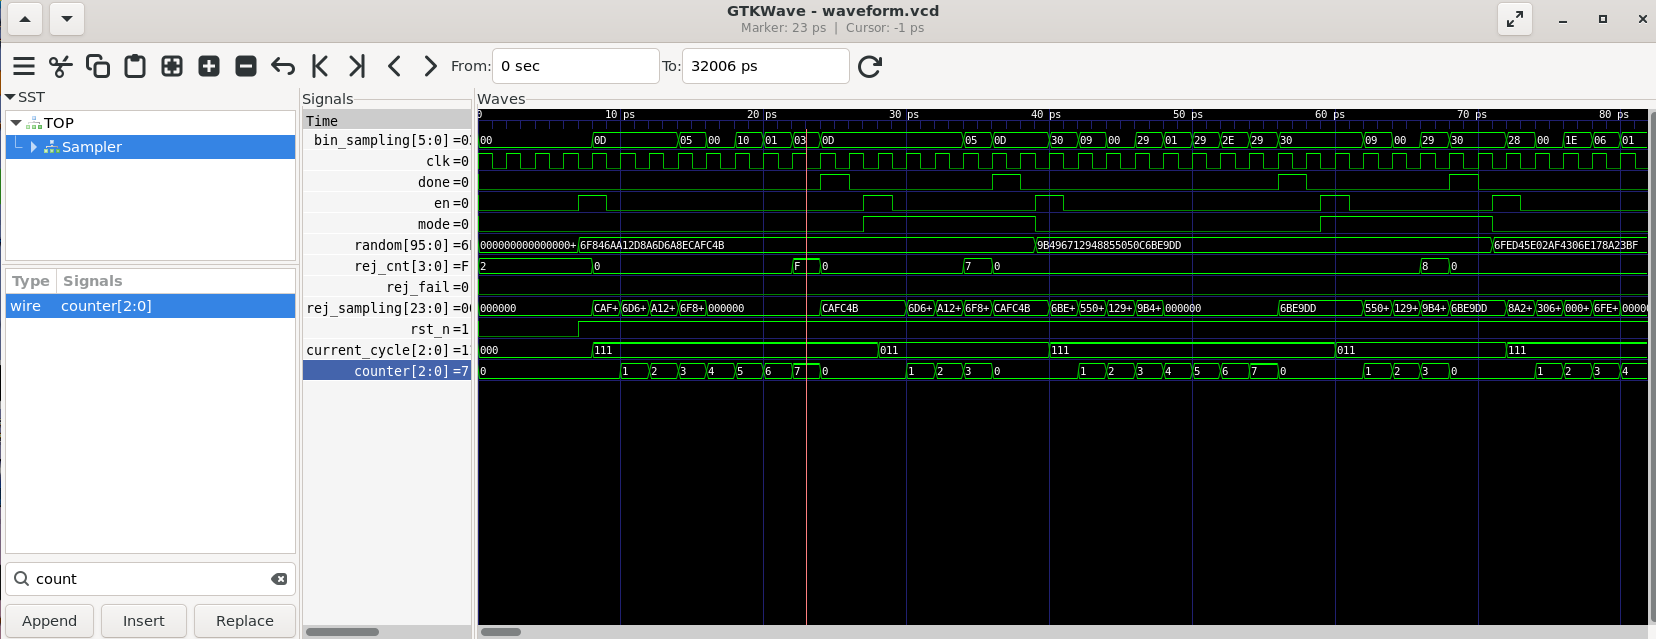 GTKWave - waveform.vcd
Marker: 23 ps | Cursor: -1 ps
From: 0 sec To: 32006 ps
SST
TOP
Sampler
Type Signals
wire counter[2:0]
count
Append Insert Replace
Signals
Time
bin_sampling[5:0] =0
clk =0
done =0
en =0
mode =0
random[95:0] =6
rej_cnt[3:0] =F
rej_fail =0
rej_sampling[23:0] =0
rst_n =1
current_cycle[2:0] =1
counter[2:0] =7
Waves
0 10 ps 20 ps 30 ps 40 ps 50 ps 60 ps 70 ps 80 ps
00 0D 05 00 10 01 03 0D 05 0D 30 09 00 29 01 29 2E 29 30 09 00 29 30 28 00 1E 06 01
000000000000000+ 6F846AA12D8A6D6A8ECAFC4B 9B496712948855050C6BE9DD 6FED45E02AF4306E178A23BF
2 0 F 0 7 0 8 0
000000 CAF+ 6D6+ A12+ 6F8+ 000000 CAFC4B 6D6+ A12+ 6F8+ CAFC4B 6BE+ 550+ 129+ 9B4+ 000000 6BE9DD 550+ 129+ 9B4+ 6BE9DD 8A2+ 306+ 000+ 6FE+ 0000
000 111 011 111 011 111
0 1 2 3 4 5 6 7 0 1 2 3 0 1 2 3 4 5 6 7 0 1 2 3 0 1 2 3 4